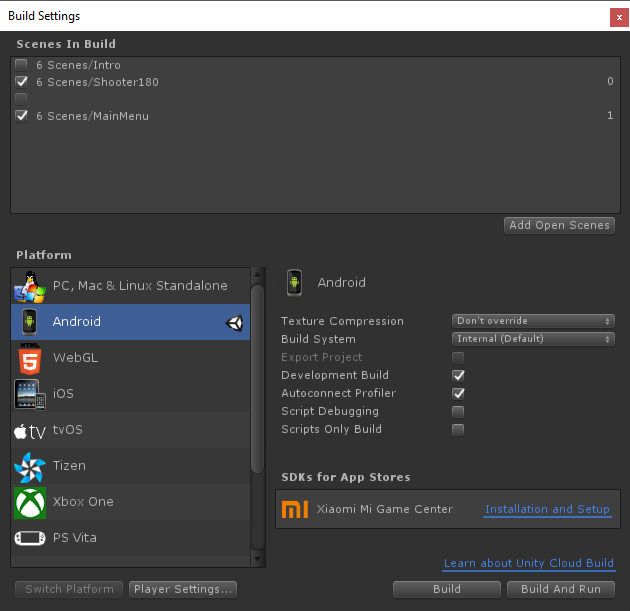 Build Settings
x
Scenes In Build
6 Scenes/Intro
6 Scenes/Shooter180 0
6 Scenes/MainMenu 1
Add Open Scenes
Platform
PC, Mac & Linux Standalone
Android
HTML
5
WebGL
iOS
tv
tvOS
Tizen
Xbox One
PS Vita
Android
Texture Compression Don't override
Build System Internal (Default)
Export Project
Development Build
Autoconnect Profiler
Script Debugging
Scripts Only Build
SDKs for App Stores
mi Xiaomi Mi Game Center Installation and Setup
Learn about Unity Cloud Build
Switch Platform Player Settings... Build Build And Run